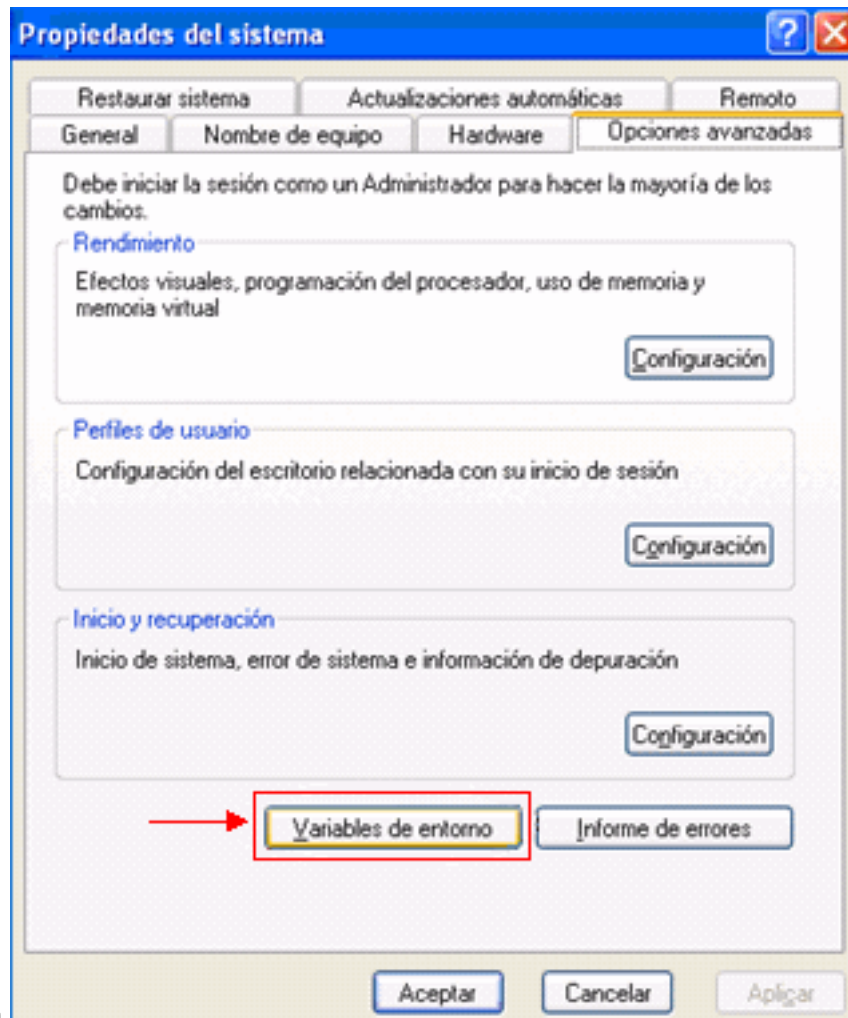 Propiedades del sistema
?
X
Restaurar sistema
Actualizaciones automáticas
Remoto
General
Nombre de equipo
Hardware
Opciones avanzadas
Debe iniciar la sesión como un Administrador para hacer la mayoría de los
cambios.
Rendimiento
Efectos visuales, programación del procesador, uso de memoria y
memoria virtual
Configuración
Perfiles de usuario
Configuración del escritorio relacionada con su inicio de sesión
Configuración
Inicio y recuperación
Inicio de sistema, error de sistema e información de depuración
Configuración
Variables de entorno
Informe de errores
Aceptar
Cancelar
Aplicar